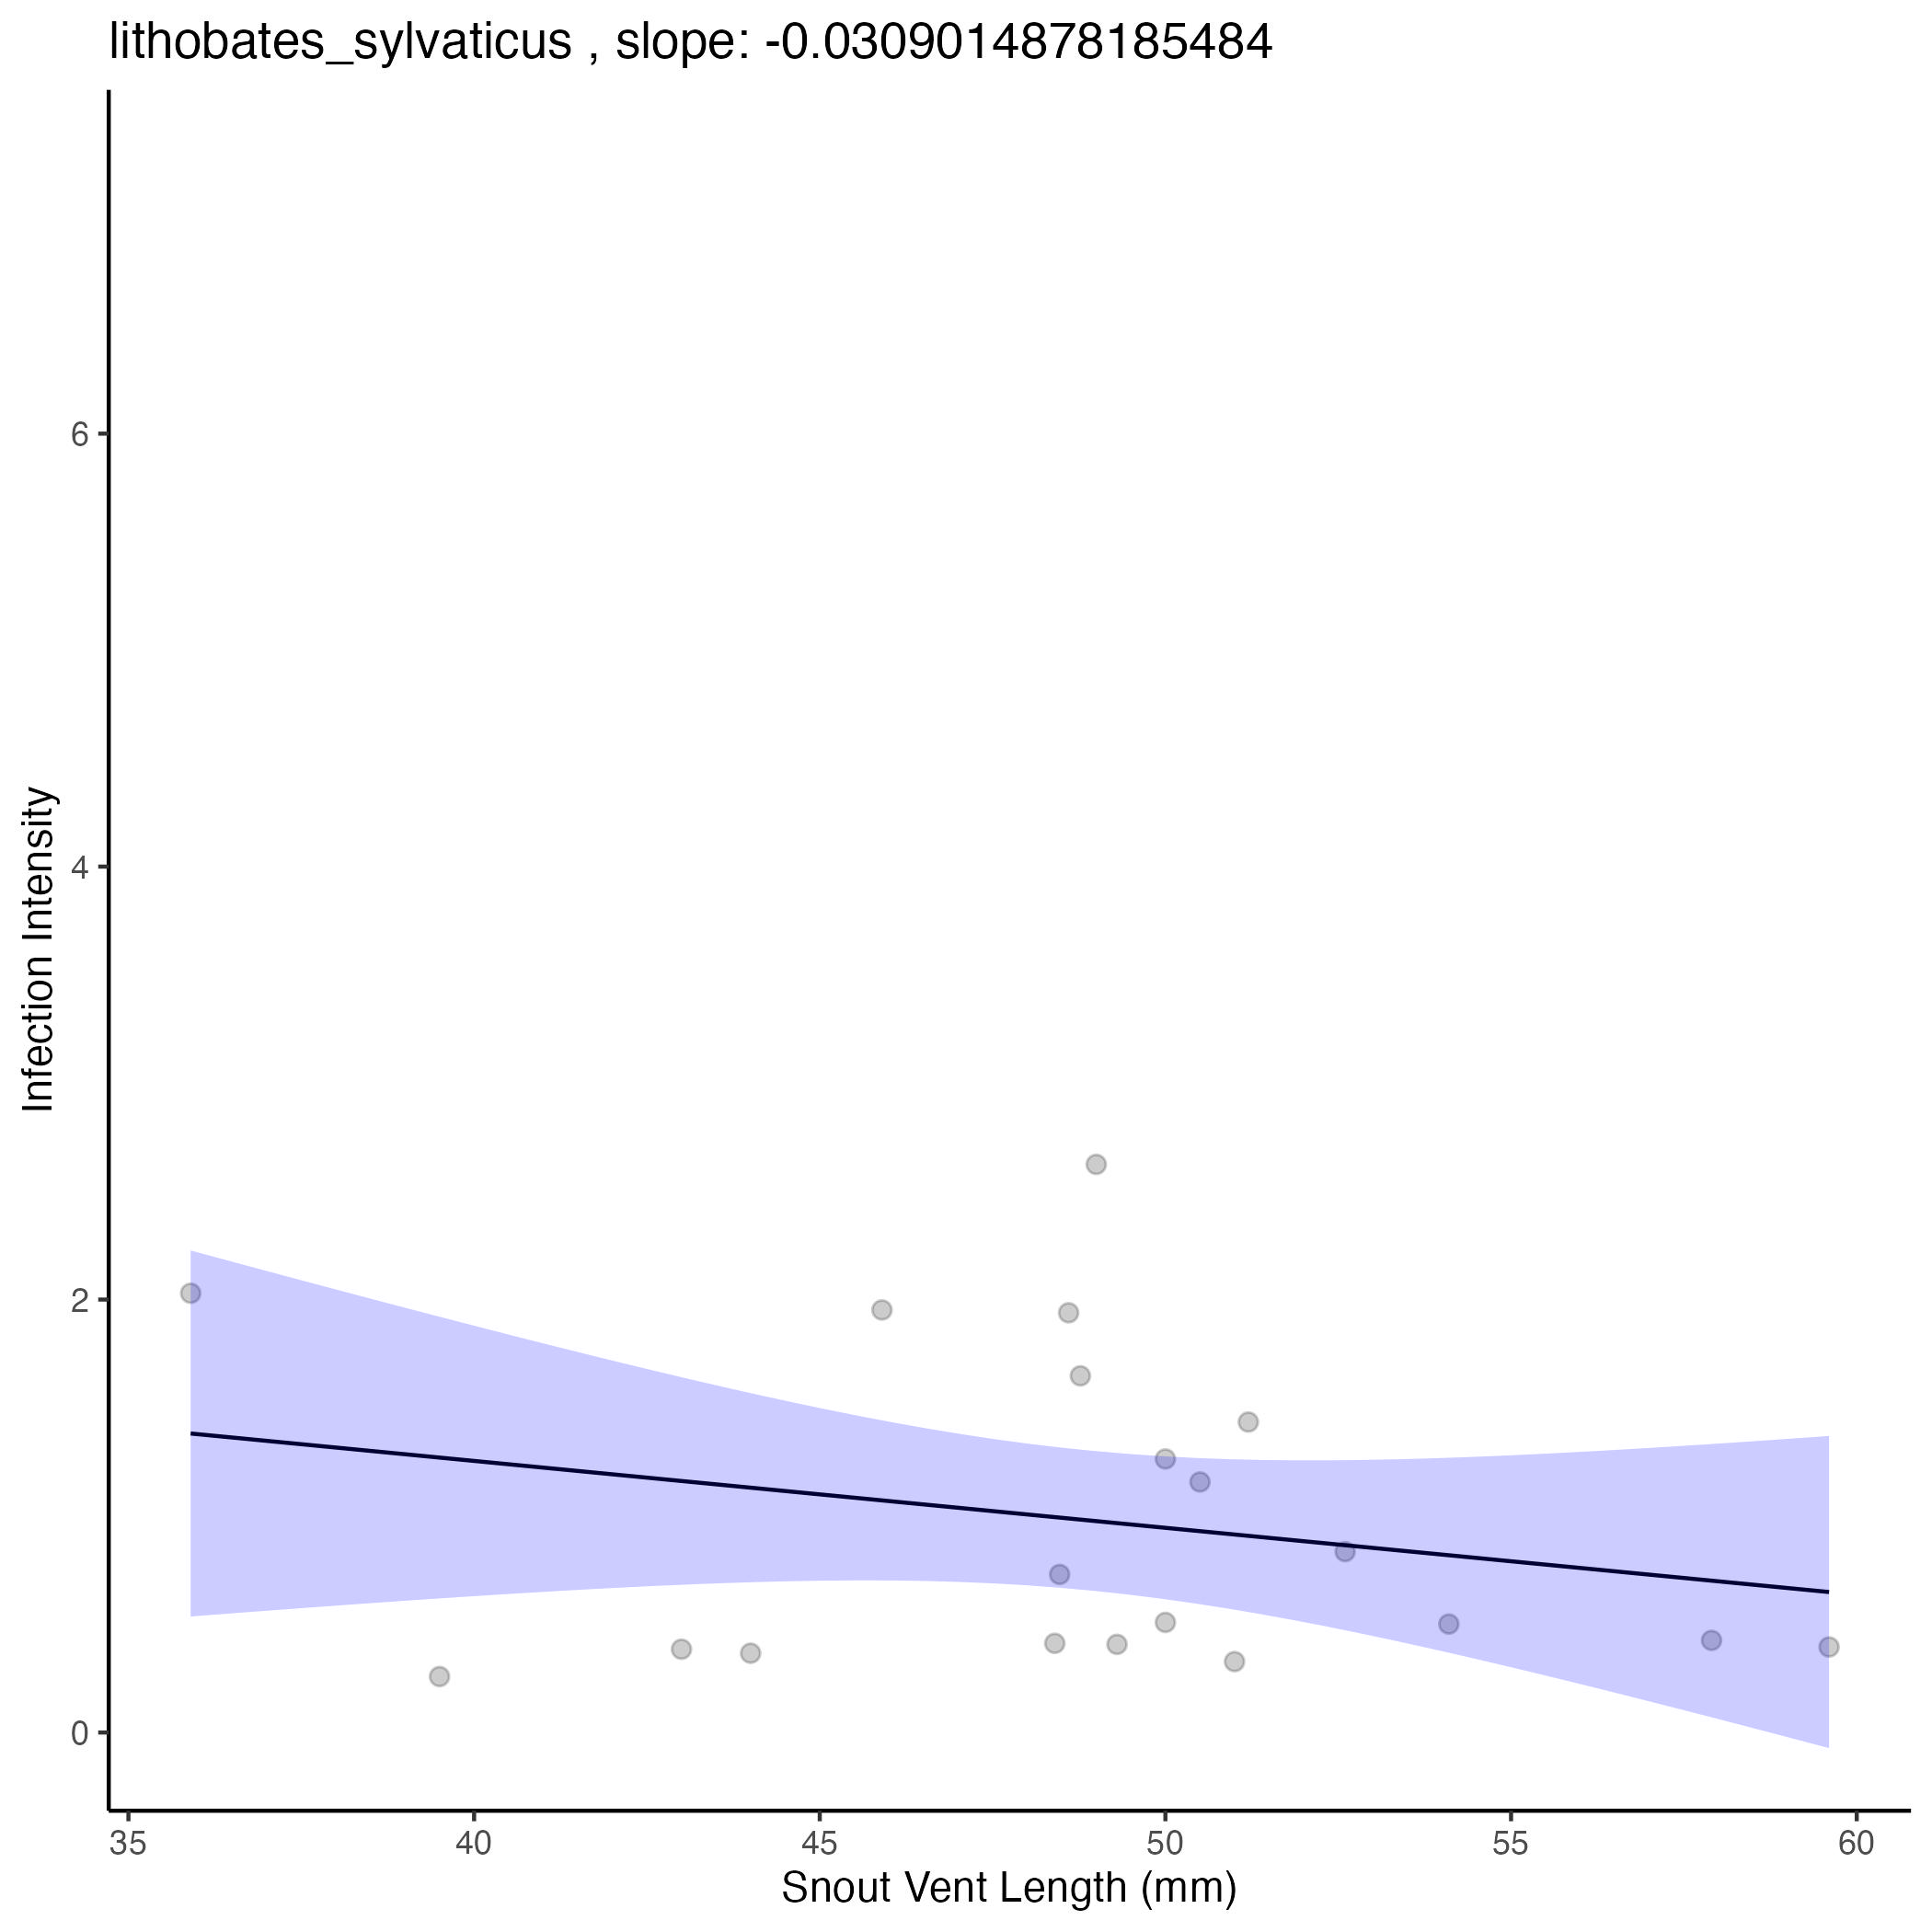 lithobates_sylvaticus , slope: -0.0309014878185484
Infection Intensity
6
4
2
0
35 40 45 50 55 60
Snout Vent Length (mm)